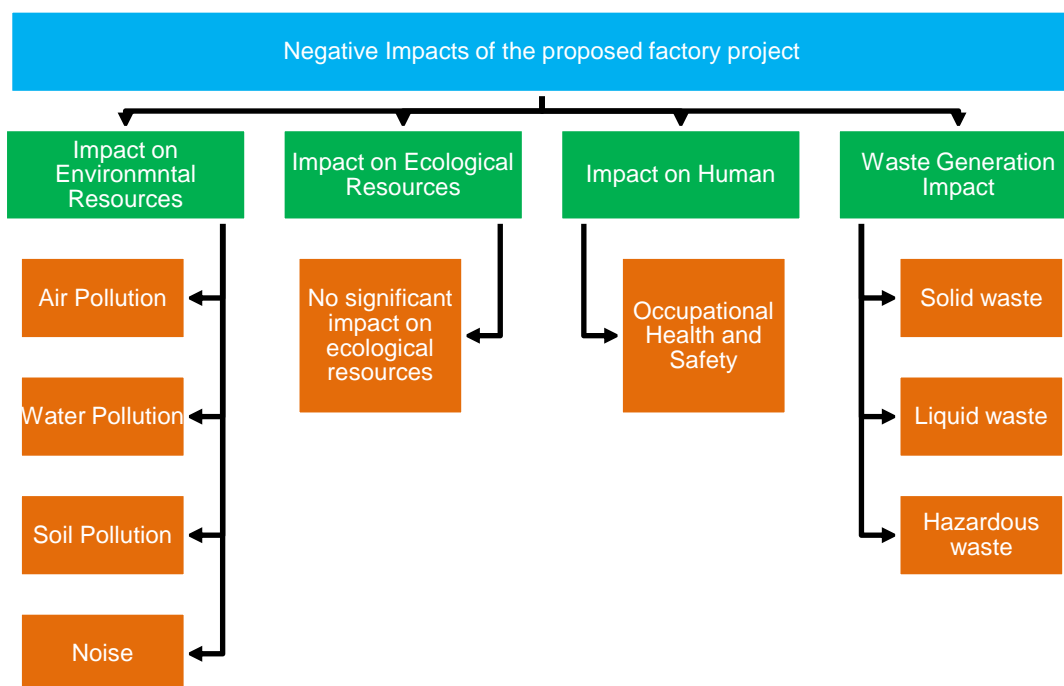 Negative Impacts of the proposed factory project
Impact on
Environmntal
Resources
Impact on Ecological
Resources
Impact on Human
Waste Generation
Impact
Air Pollution
Water Pollution
Soil Pollution
Noise
No significant
impact on
ecological
resources
Occupational
Health and
Safety
Solid waste
Liquid waste
Hazardous
waste